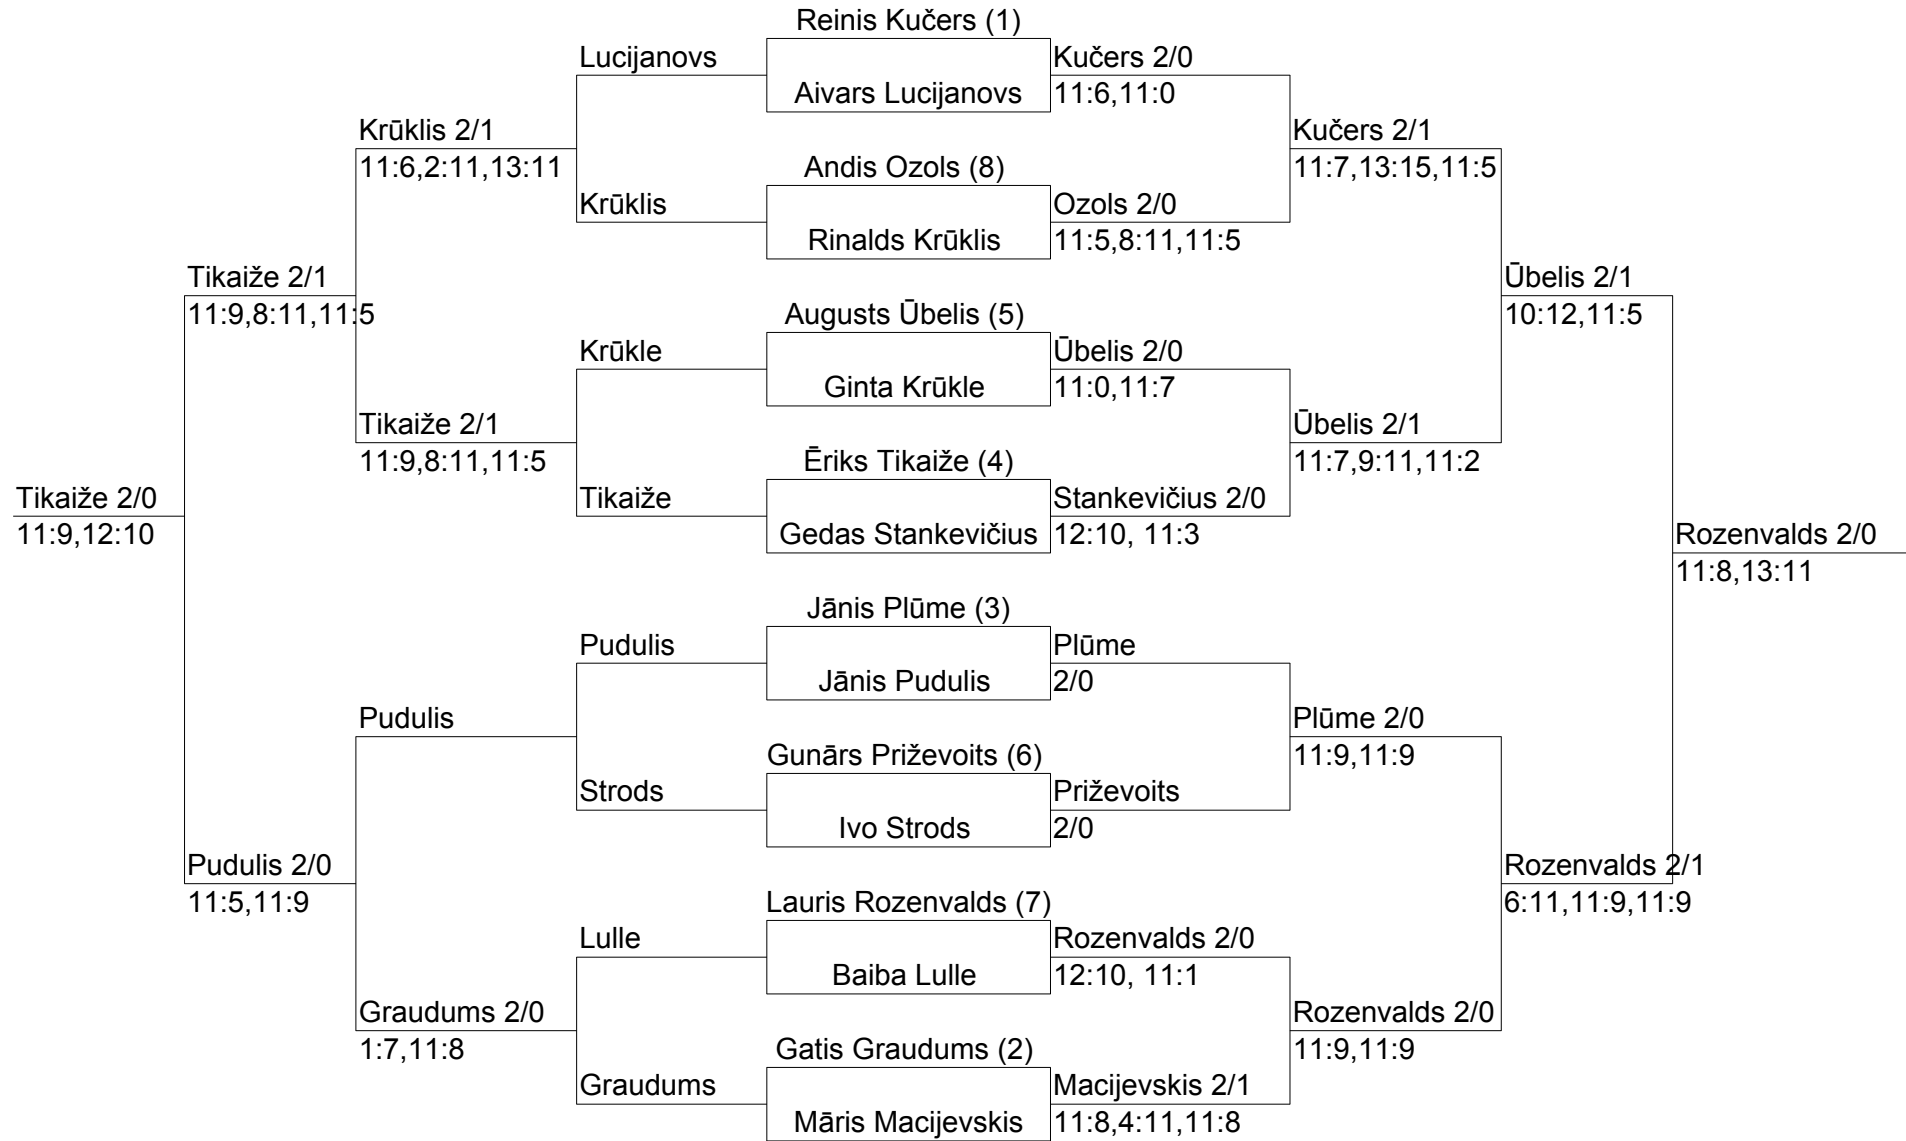 Reinis Kučers (1)
Lucijanovs
Kučers 2/0
Aivars Lucijanovs
11:6,11:0
Krūklis 2/1
Kučers 2/1
11:6,2:11,13:11
Andis Ozols (8)
11:7,13:15,11:5
Krūklis
Ozols 2/0
Rinalds Krūklis
11:5,8:11,11:5
Tikaiže 2/1
Ūbelis 2/1
11:9,8:11,11:5
Augusts Ūbelis (5)
10:12,11:5
Krūkle
Ūbelis 2/0
Ginta Krūkle
11:0,11:7
Tikaiže 2/1
Ūbelis 2/1
11:9,8:11,11:5
Ēriks Tikaiže (4)
11:7,9:11,11:2
Tikaiže 2/0
Tikaiže
Stankevičius 2/0
11:9,12:10
Gedas Stankevičius
12:10, 11:3
Rozenvalds 2/0
11:8,13:11
Jānis Plūme (3)
Pudulis
Plūme
Jānis Pudulis
2/0
Pudulis
Plūme 2/0
Gunārs Priževoits (6)
11:9,11:9
Strods
Priževoits
Ivo Strods
2/0
Pudulis 2/0
Rozenvalds 2/1
11:5,11:9
Lauris Rozenvalds (7)
6:11,11:9,11:9
Lulle
Rozenvalds 2/0
Baiba Lulle
12:10, 11:1
Graudums 2/0
Rozenvalds 2/0
1:7,11:8
Gatis Graudums (2)
11:9,11:9
Graudums
Macijevskis 2/1
Māris Macijevskis
11:8,4:11,11:8